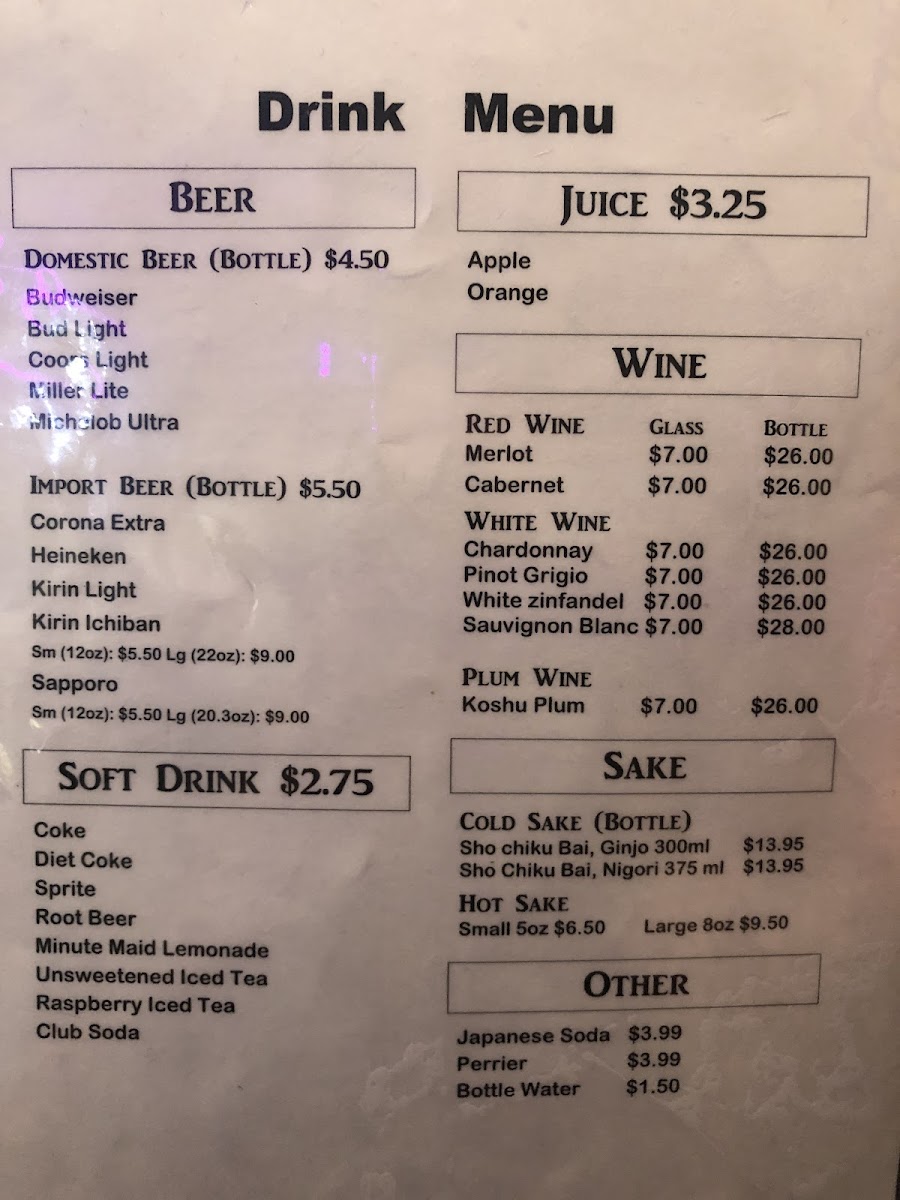 Drink Menu
BEER
DOMESTIC BEER (BOTTLE) $4.50
Budweiser
Bud Light
Coors Light
Miller Lite
Michelob Ultra
IMPORT BEER (BOTTLE) $5.50
Corona Extra
Heineken
Kirin Light
Kirin Ichiban
Sm (12oz): $5.50 Lg (22oz): $9.00
Sapporo
Sm (12oz): $5.50 Lg (20.3oz): $9.00
SOFT DRINK $2.75
Coke
Diet Coke
Sprite
Root Beer
Minute Maid Lemonade
Unsweetened Iced Tea
Raspberry Iced Tea
Club Soda
JUICE $3.25
Apple
Orange
WINE
RED WINE GLASS BOTTLE
Merlot $7.00 $26.00
Cabernet $7.00 $26.00
WHITE WINE
Chardonnay $7.00 $26.00
Pinot Grigio $7.00 $26.00
White zinfandel $7.00 $26.00
Sauvignon Blanc $7.00 $28.00
PLUM WINE
Koshu Plum $7.00 $26.00
SAKE
COLD SAKE (BOTTLE)
Sho chiku Bai, Ginjo 300ml $13.95
Sho Chiku Bai, Nigori 375 ml $13.95
HOT SAKE
Small 5oz $6.50 Large 8oz $9.50
OTHER
Japanese Soda $3.99
Perrier $3.99
Bottle Water $1.50